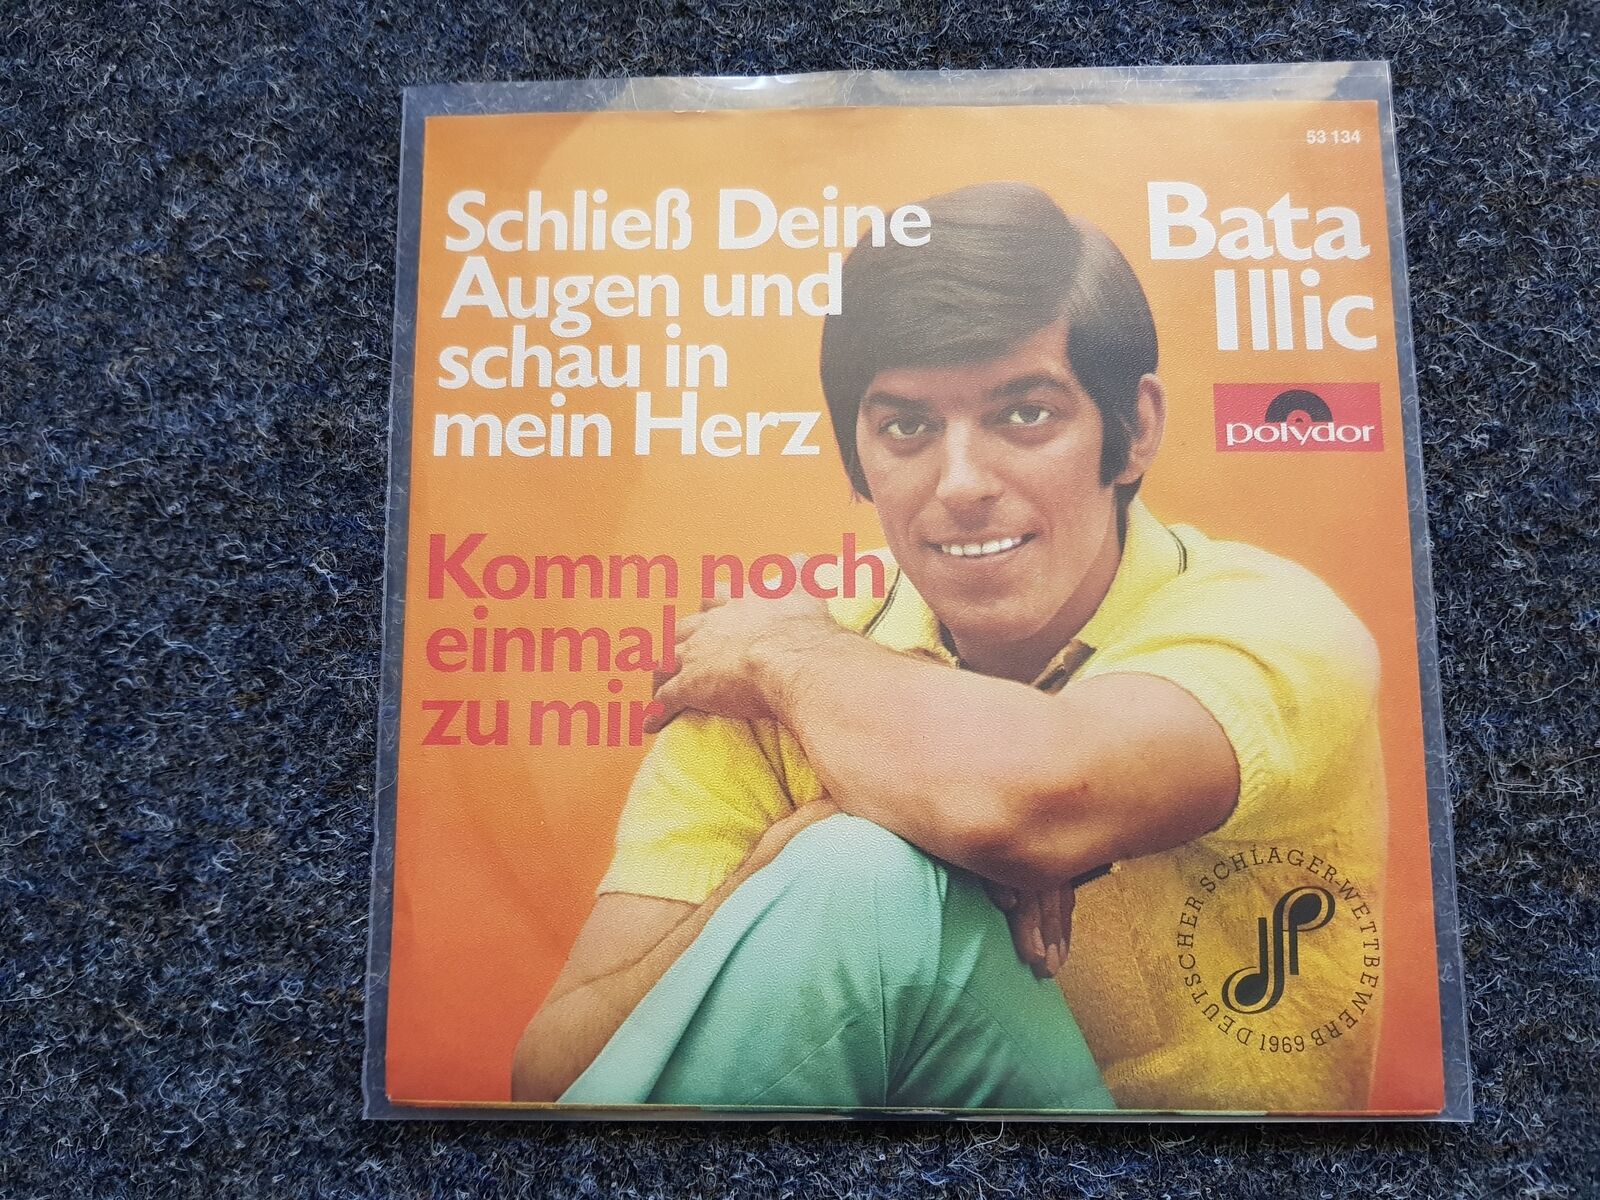 53 134
Schließ Deine
Augen und
schau in
mein Herz
Bata
Illic
polydor
Komm noch
einmal
zu mir
DEUTSCHER SCHLAGER-WETTBEWERB 1969